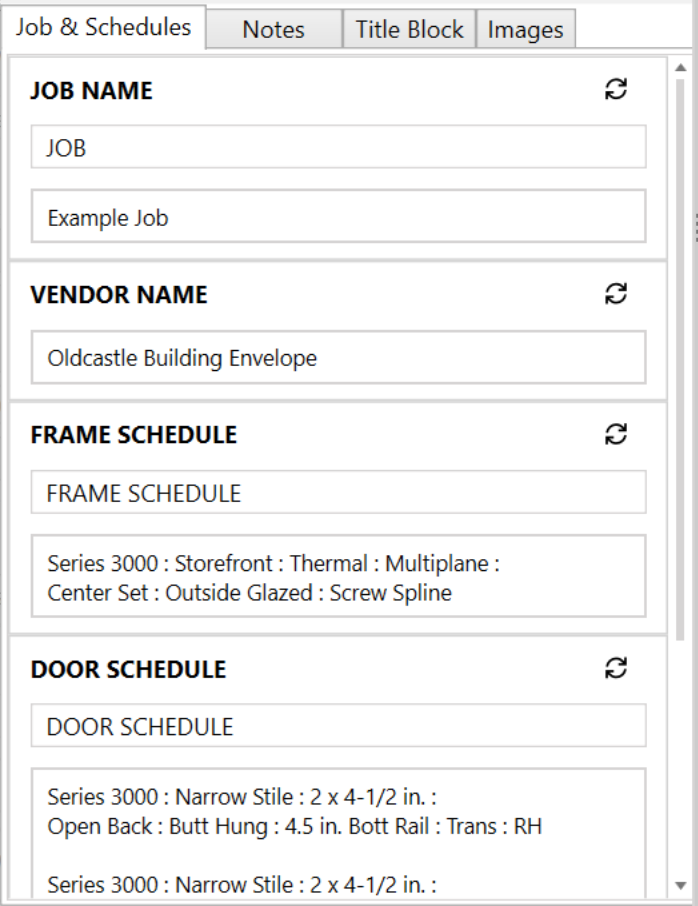 Job & Schedules
Notes
Title Block
Images
JOB NAME
JOB
Example Job
VENDOR NAME
Oldcastle Building Envelope
FRAME SCHEDULE
FRAME SCHEDULE
Series 3000 : Storefront : Thermal : Multiplane :
Center Set : Outside Glazed : Screw Spline
DOOR SCHEDULE
DOOR SCHEDULE
Series 3000 : Narrow Stile : 2 x 4-1/2 in. :
Open Back : Butt Hung : 4.5 in. Bott Rail : Trans : RH
Series 3000 : Narrow Stile : 2 x 4-1/2 in. :